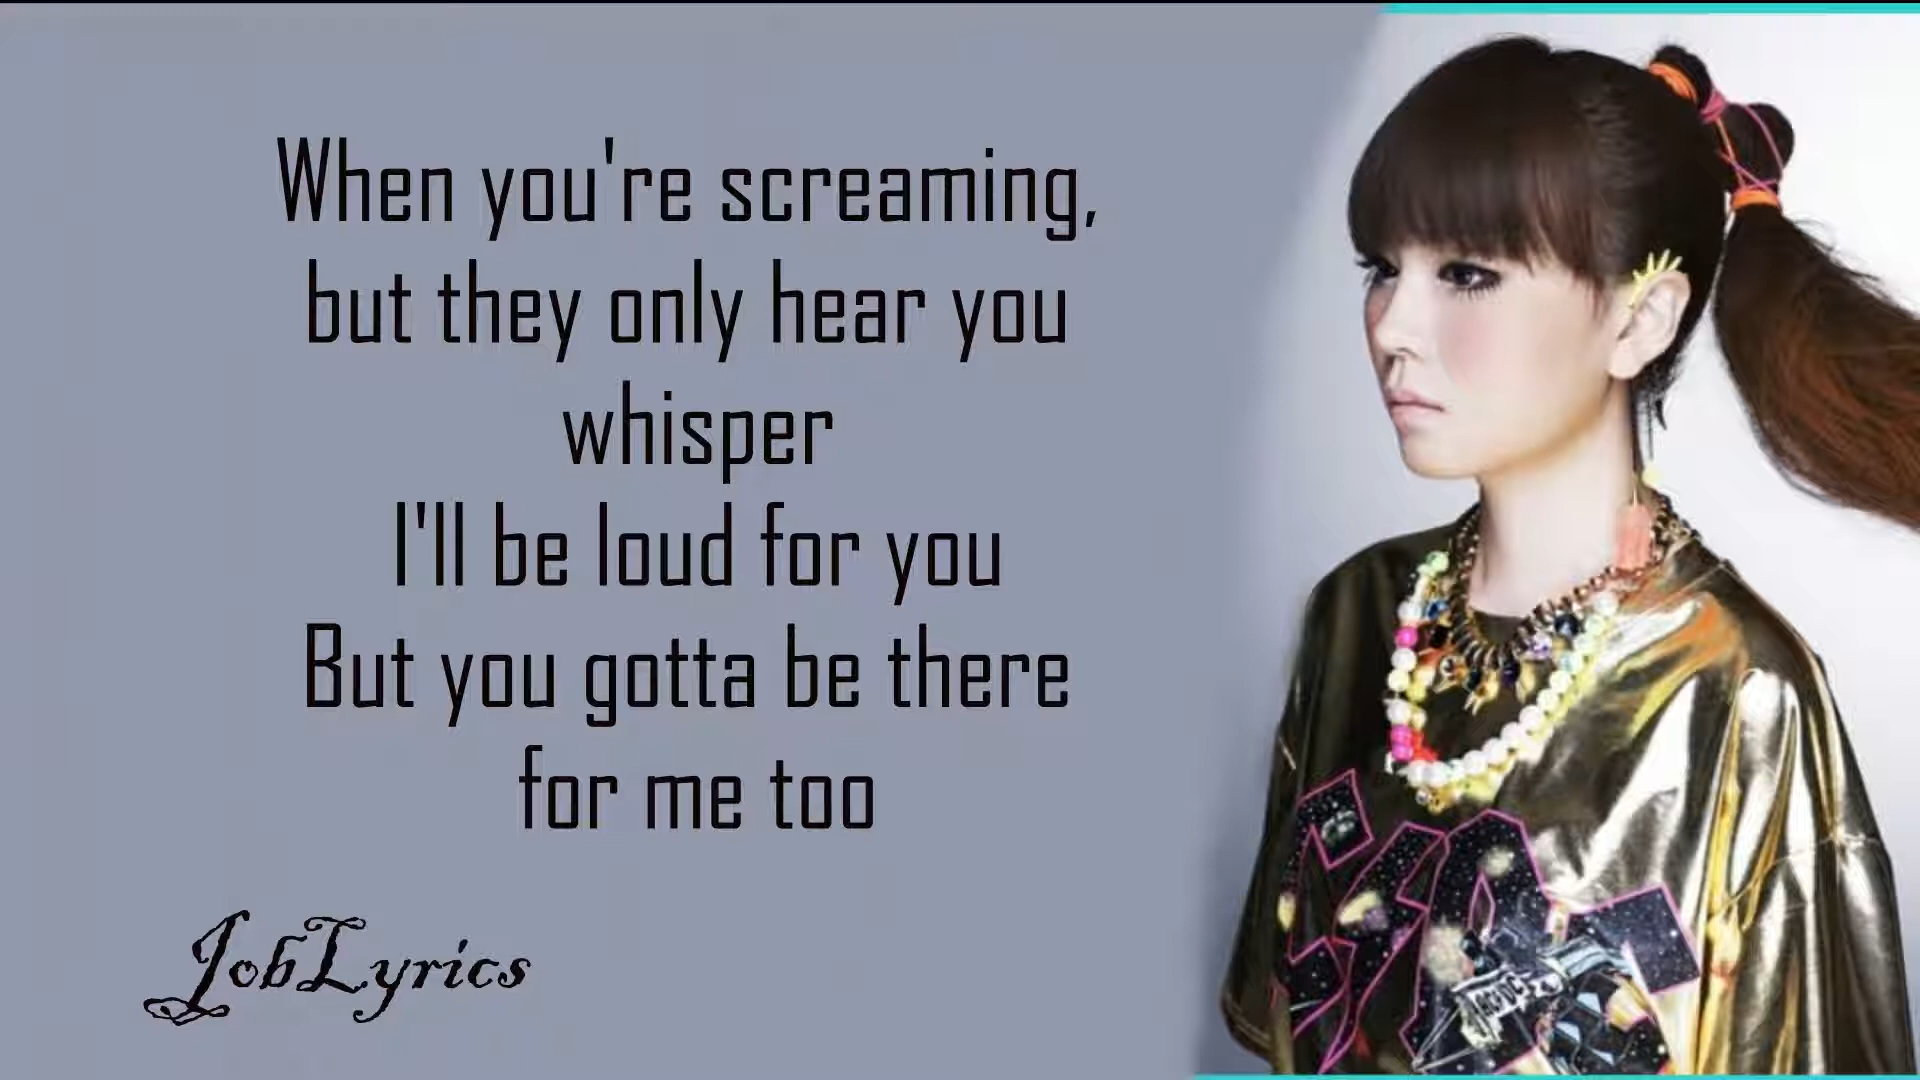 When you're screaming,
but they only hear you
whisper
I'll be loud for you
But you gotta be there
for me too
JobLyrics